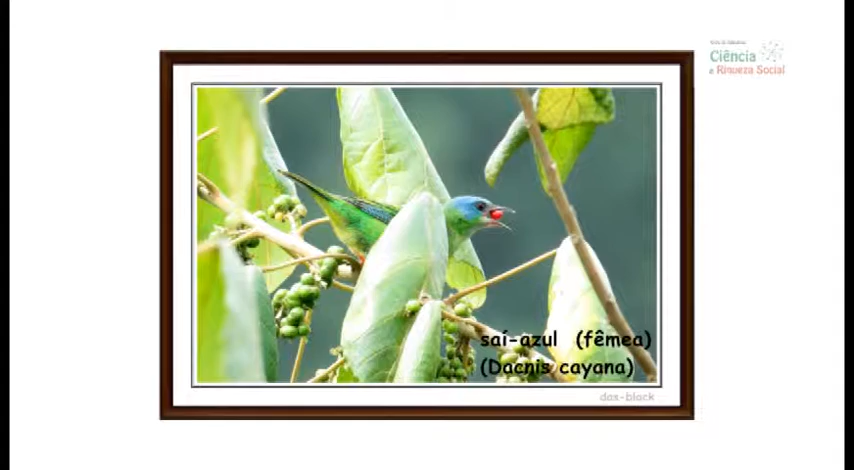 Ciência
e Riqueza Social
saí-azul (fêmea)
(Dacnis cayana)
dax-black